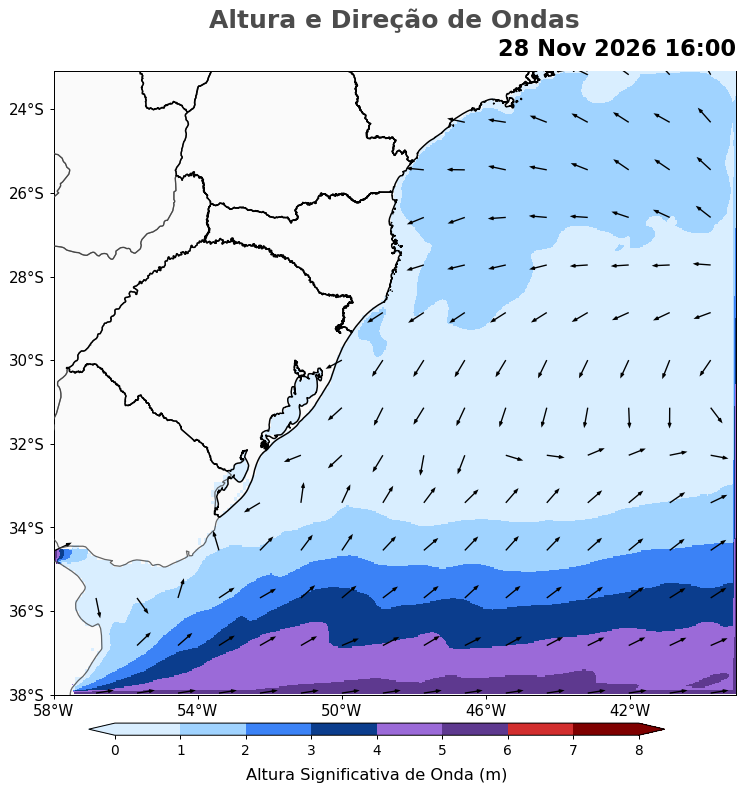 Altura e Direção de Ondas
28 Nov 2026 16:00
24°S
26°S
28°S
30°S
32°S
34°S
36°S
38°S
58°W 54°W 50°W 46°W 42°W
0 1 2 3 4 5 6 7 8
Altura Significativa de Onda (m)